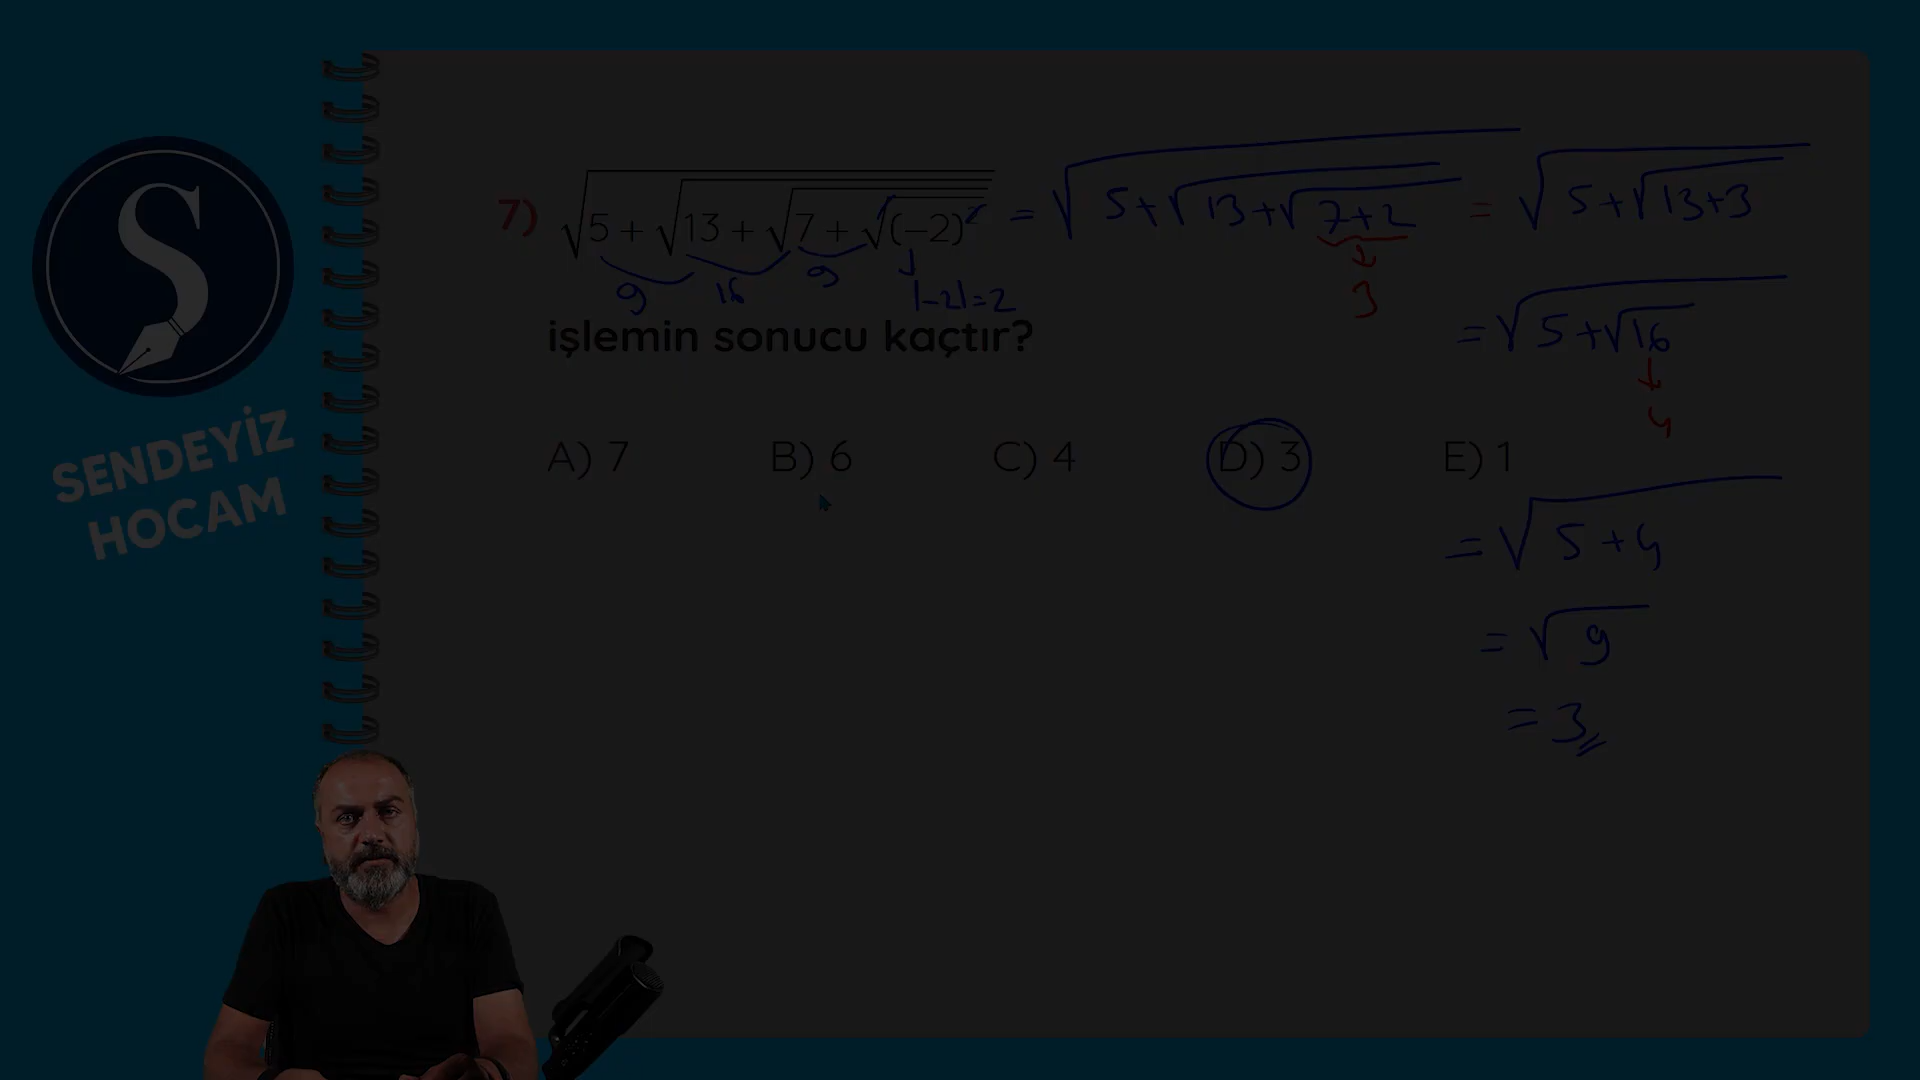 S
SENDEYİZ
HOCAM
7) √(5 + √(13 + √(7 + √((-2)²)))) = √(5+√(13+√(7+2))) = √(5+√(13+3))
9 16 9 |-2|=2
3
işlemin sonucu kaçtır?
= √(5+√16)
4
A) 7 B) 6 C) 4 D) 3 E) 1
= √(5+4)
= √9
= 3